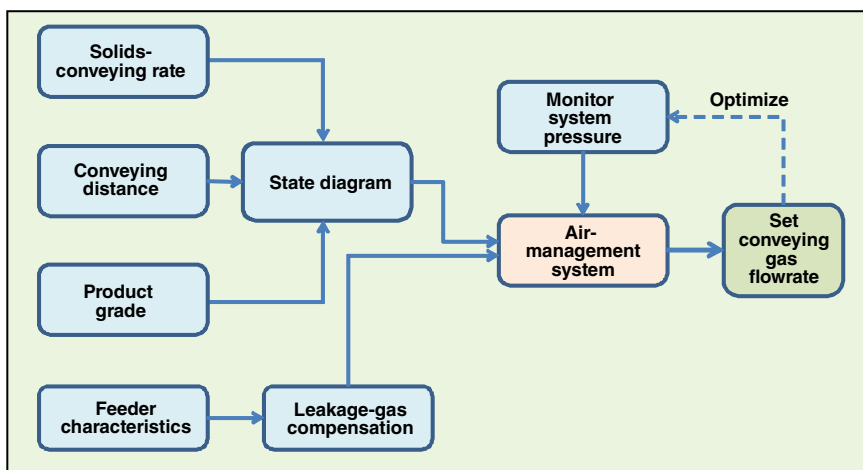 Solids-
conveying rate
Conveying
distance
Product
grade
Feeder
characteristics
State diagram
Leakage-gas
compensation
Monitor
system
pressure
Optimize
Air-
management
system
Set
conveying
gas
flowrate